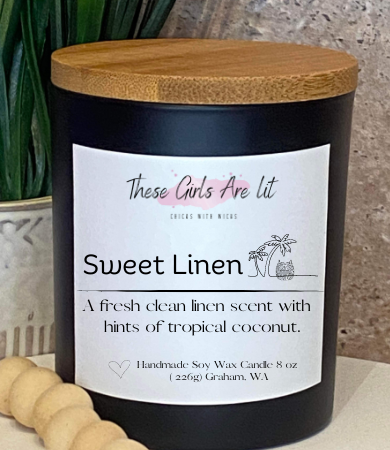 These Girls Are Lit
CHICKS WITH WICKS
Sweet Linen
A fresh clean linen scent with
hints of tropical coconut.
Handmade Soy Wax Candle 8 oz
( 226g) Graham, WA